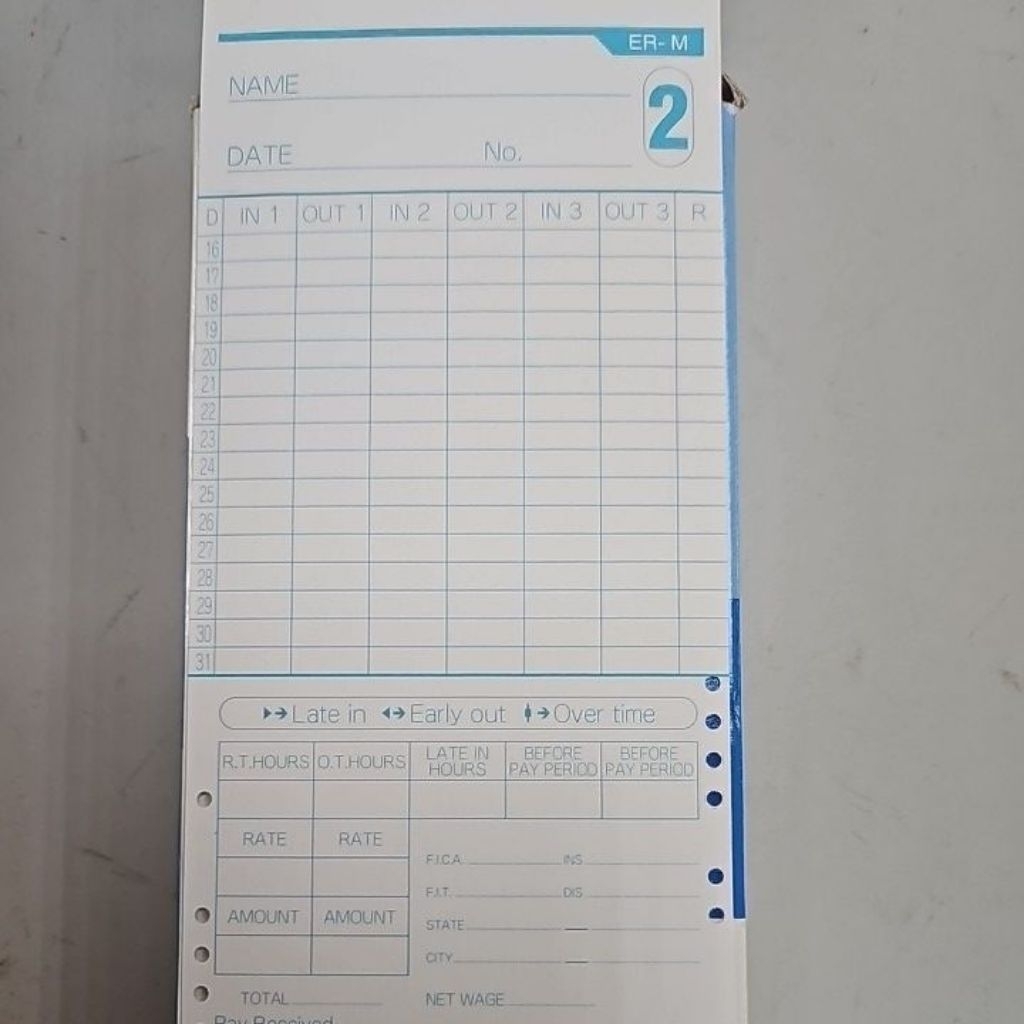 ER- M
NAME
2
DATE No.
D IN 1 OUT 1 IN 2 OUT 2 IN 3 OUT 3 R
16
17
18
19
20
21
22
23
24
25
26
27
28
29
30
31
Late in Early out Over time
R.T.HOURS O.T.HOURS LATE IN HOURS BEFORE PAY PERIOD BEFORE PAY PERIOD
RATE RATE
F.I.C.A. INS
F.I.T. DIS
AMOUNT AMOUNT
STATE
CITY
TOTAL NET WAGE
Pay Received